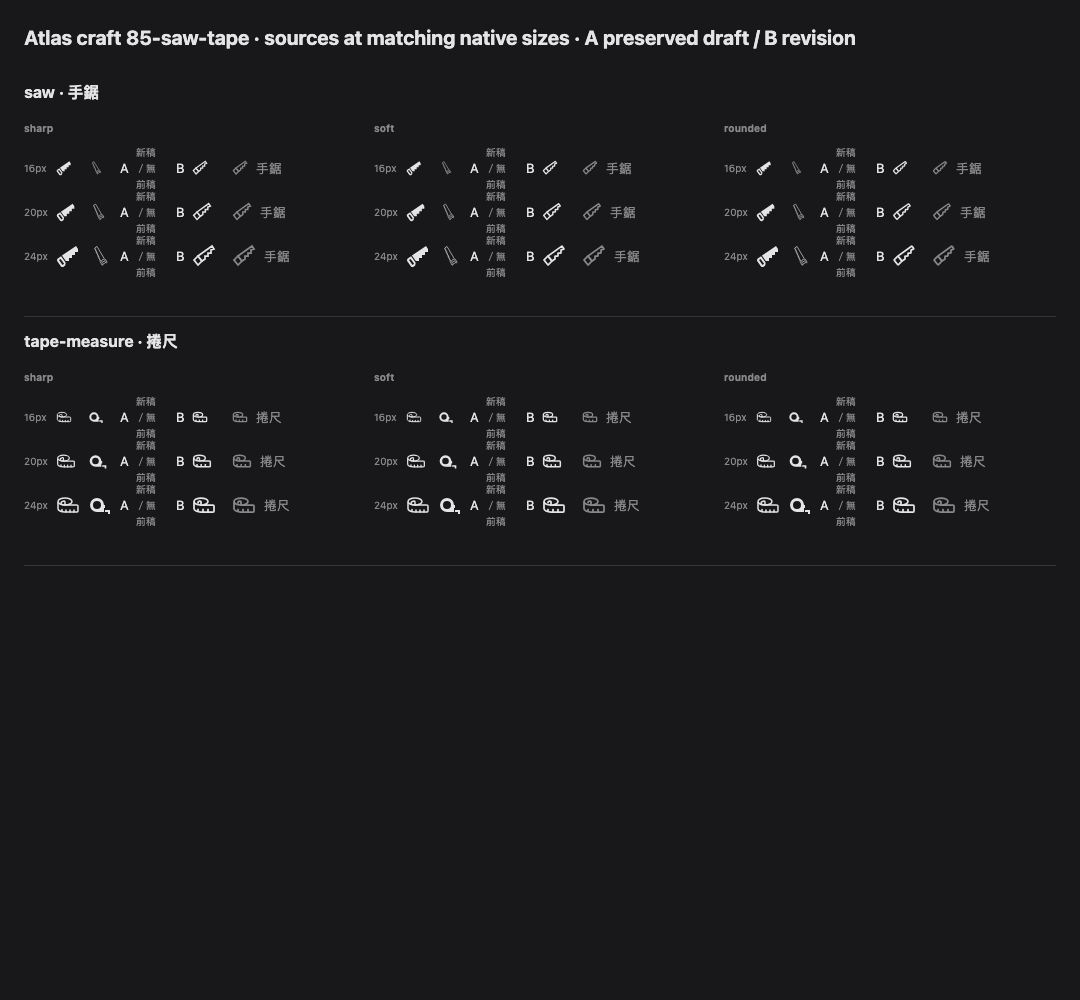 Atlas craft 85-saw-tape · sources at matching native sizes · A preserved draft / B revision
saw · 手鋸
sharp
soft
rounded
16px A 新稿 / 無前稿 B 手鋸
16px A 新稿 / 無前稿 B 手鋸
16px A 新稿 / 無前稿 B 手鋸
20px A 新稿 / 無前稿 B 手鋸
20px A 新稿 / 無前稿 B 手鋸
20px A 新稿 / 無前稿 B 手鋸
24px A 新稿 / 無前稿 B 手鋸
24px A 新稿 / 無前稿 B 手鋸
24px A 新稿 / 無前稿 B 手鋸
tape-measure · 捲尺
sharp
soft
rounded
16px A 新稿 / 無前稿 B 捲尺
16px A 新稿 / 無前稿 B 捲尺
16px A 新稿 / 無前稿 B 捲尺
20px A 新稿 / 無前稿 B 捲尺
20px A 新稿 / 無前稿 B 捲尺
20px A 新稿 / 無前稿 B 捲尺
24px A 新稿 / 無前稿 B 捲尺
24px A 新稿 / 無前稿 B 捲尺
24px A 新稿 / 無前稿 B 捲尺